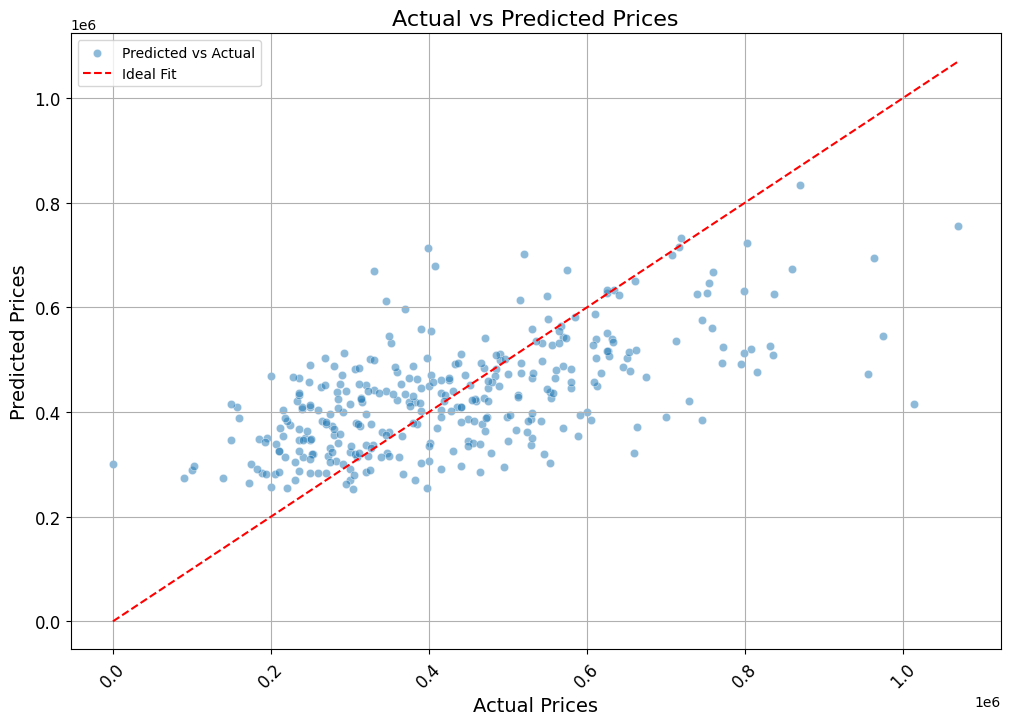 Actual vs Predicted Prices
1e6
Predicted vs Actual
Ideal Fit
Predicted Prices
1.0
0.8
0.6
0.4
0.2
0.0
0.0 0.2 0.4 0.6 0.8 1.0
Actual Prices
1e6